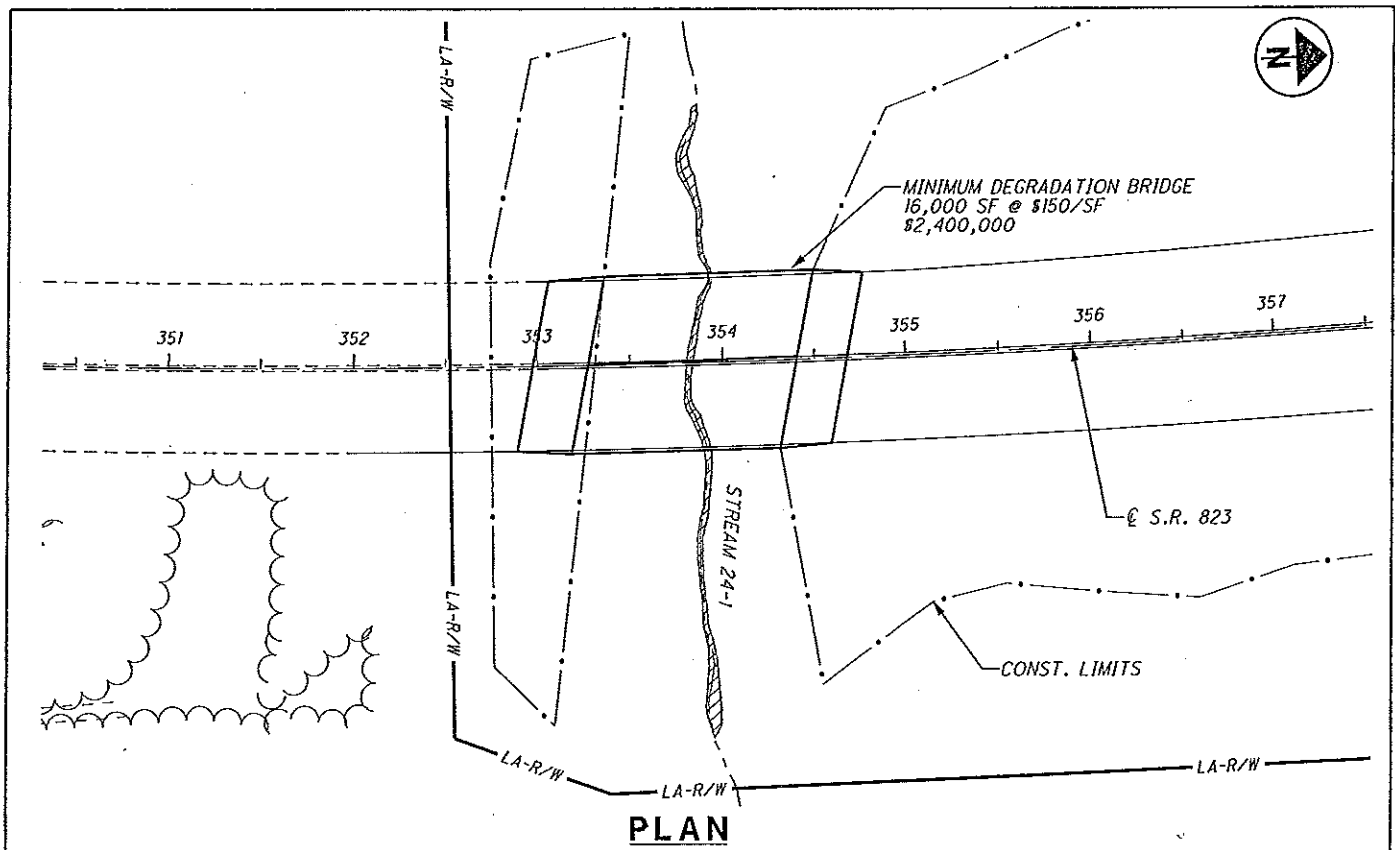 LA-R/W
N
MINIMUM DEGRADATION BRIDGE
16,000 SF @ $150/SF
$2,400,000
351
352
353
354
355
356
357
STREAM 24-1
℄ S.R. 823
LA-R/W
CONST. LIMITS
LA-R/W
LA-R/W
LA-R/W
PLAN